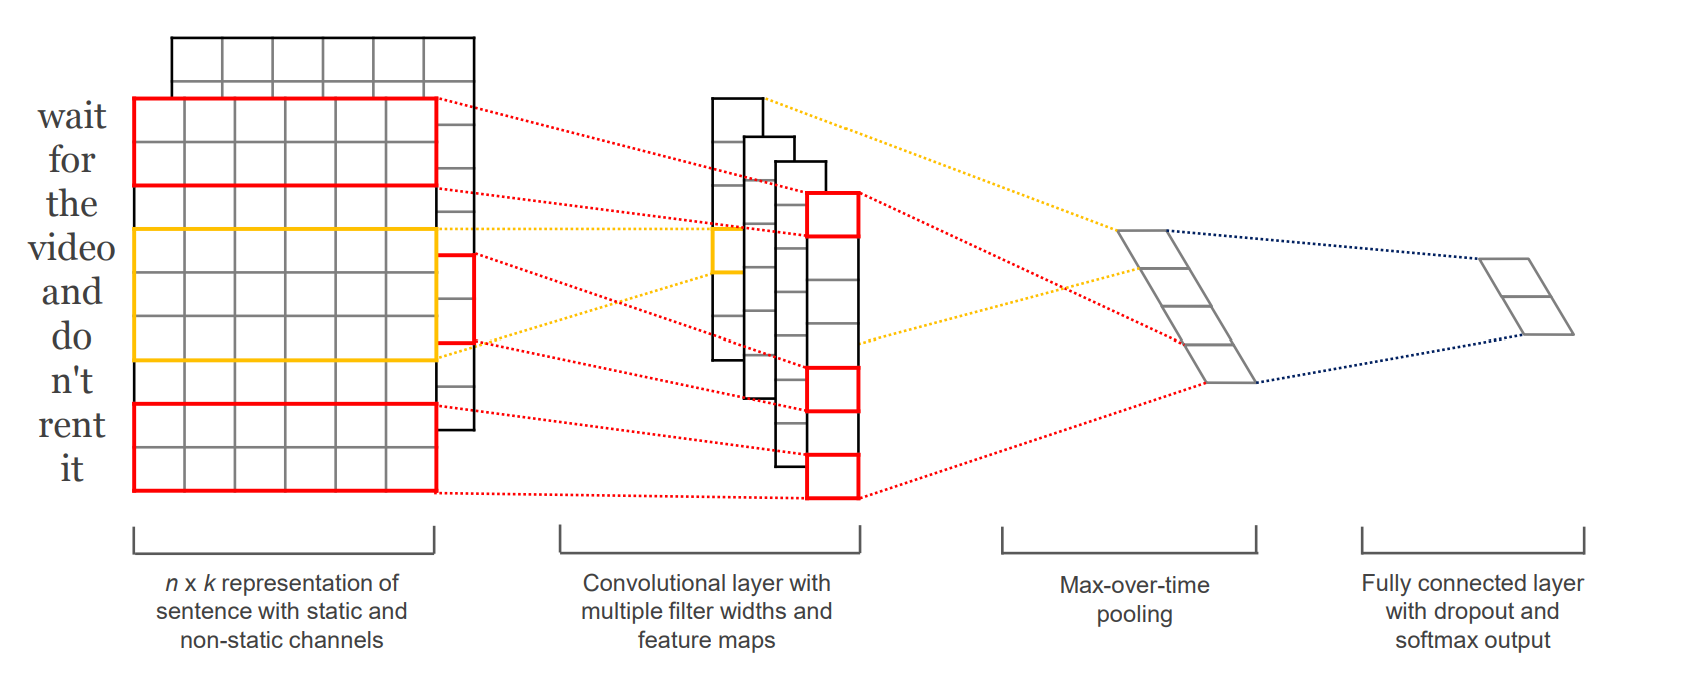 wait
for
the
video
and
do
n't
rent
it
n x k representation of
sentence with static and
non-static channels
Convolutional layer with
multiple filter widths and
feature maps
Max-over-time
pooling
Fully connected layer
with dropout and
softmax output